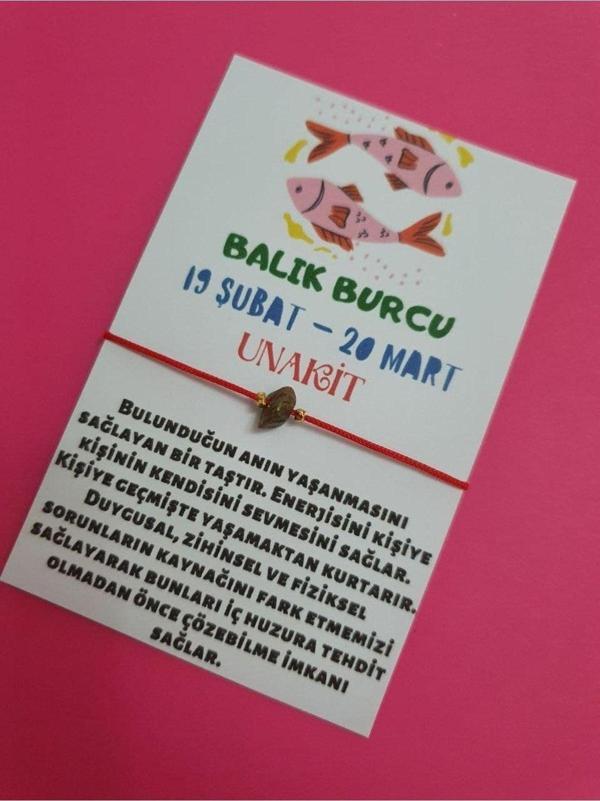 BALIK BURCU
19 ŞUBAT – 20 MART
UNAKİT
BULUNDUĞUN ANIN YAŞANMASINI
SAĞLAYAN BİR TAŞTIR. ENERJİSİNİ KİŞİYE
KİŞİNİN KENDİSİNİ SEVMESİNİ SAĞLAR.
KİŞİYE GEÇMİŞTE YAŞAMAKTAN KURTARIR.
DUYGUSAL, ZİHİNSEL VE FİZİKSEL
SORUNLARIN KAYNAĞINI FARK ETMEMİZİ
SAĞLAYARAK BUNLARI İÇ HUZURA TEHDİT
OLMADAN ÖNCE ÇÖZEBİLME İMKANI
SAĞLAR.